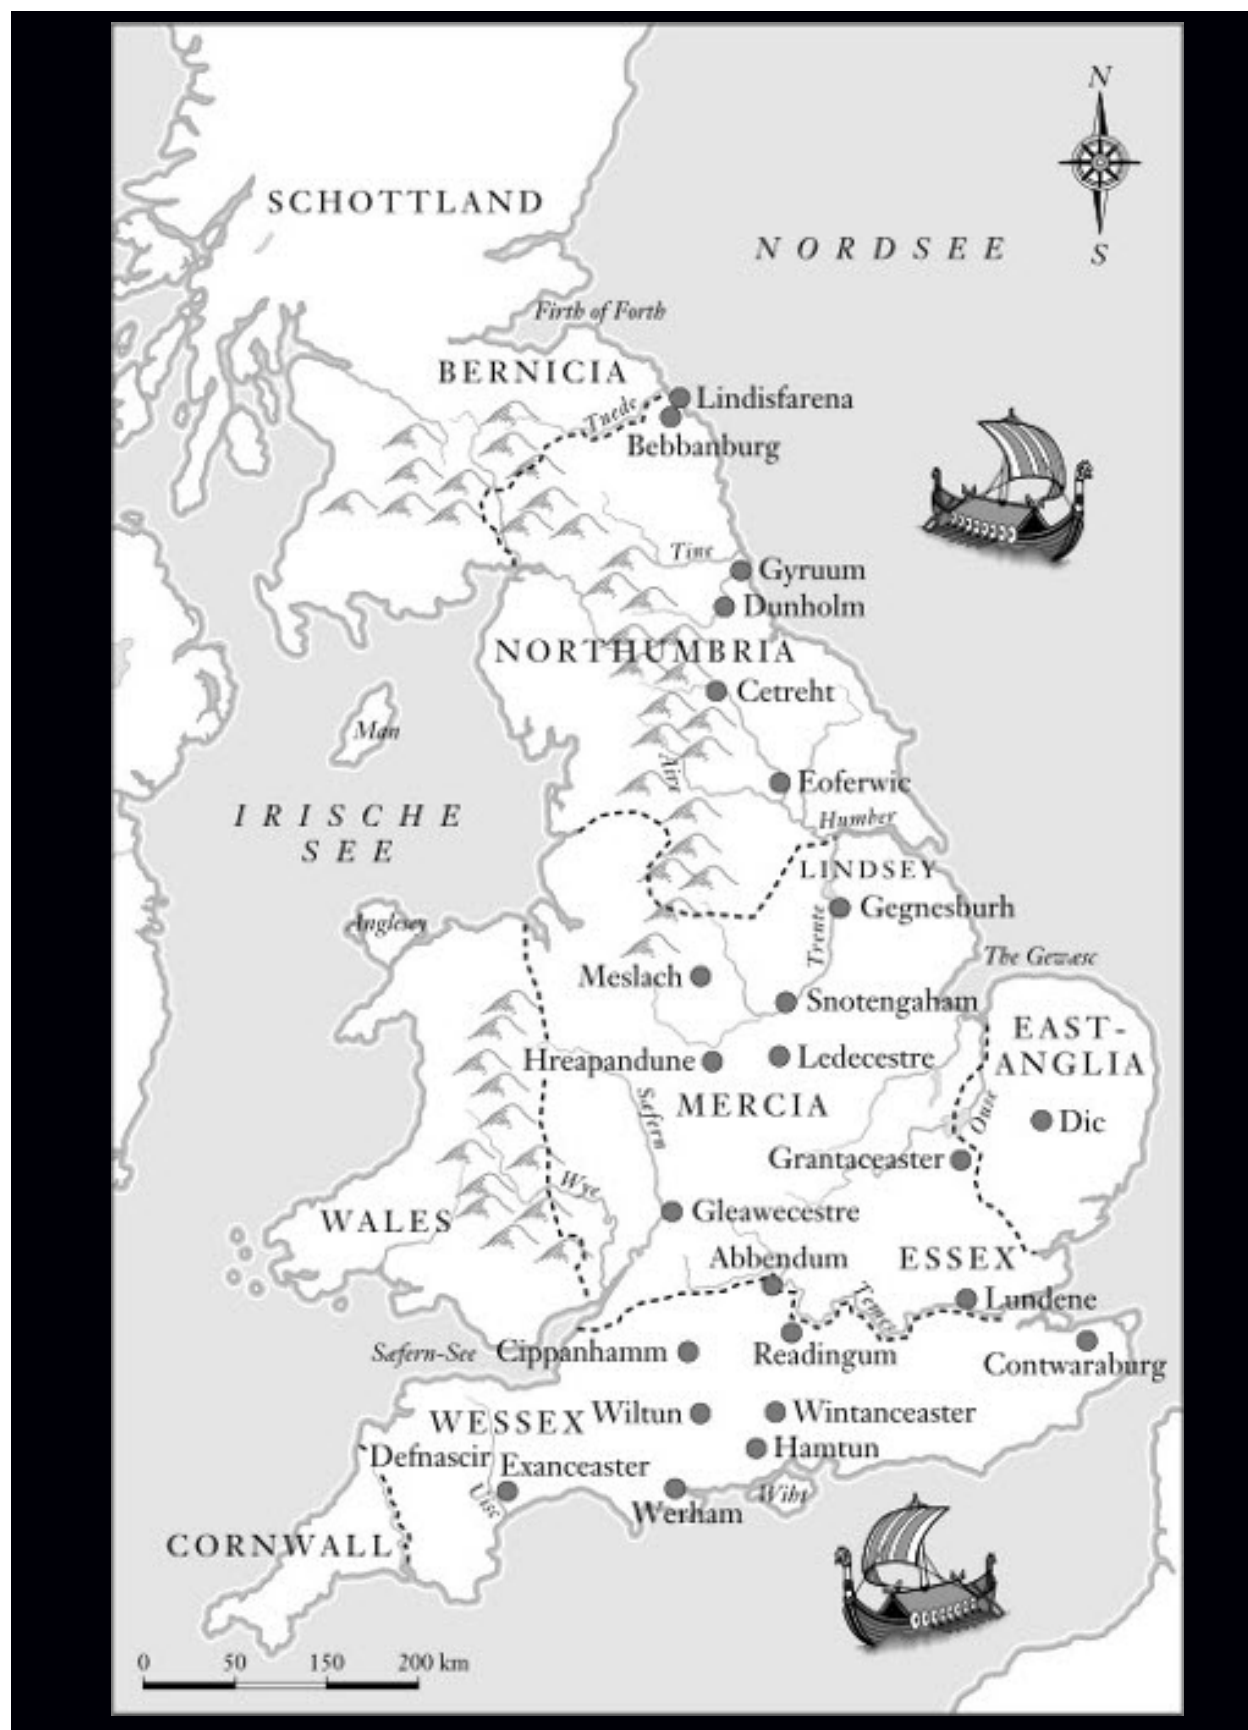 N
SCHOTTLAND
NORDSEE
S
Firth of Forth
BERNICIA
Tuede
Lindisfarena
Bebbanburg
Tine
Gyruum
Dunholm
NORTHUMBRIA
Cetreht
Man
Aire
Eoferwic
IRISCHE
SEE
Humber
LINDSEY
Gegnesburh
Anglesey
Trente
The Gewæsc
Meslach
Snotengaham
EAST-
ANGLIA
Hreapandune
Ledecestre
Sæfern
MERCIA
Ouse
Dic
Grantaceaster
Wye
WALES
Gleawecestre
Abbendum
ESSEX
Temes
Lundene
Sæfern-See
Cippanhamm
Readingum
Contwaraburg
WESSEX
Wiltun
Wintanceaster
Defnascir
Exanceaster
Hamtun
Uisc
Werham
Wiht
CORNWALL
0 50 150 200 km